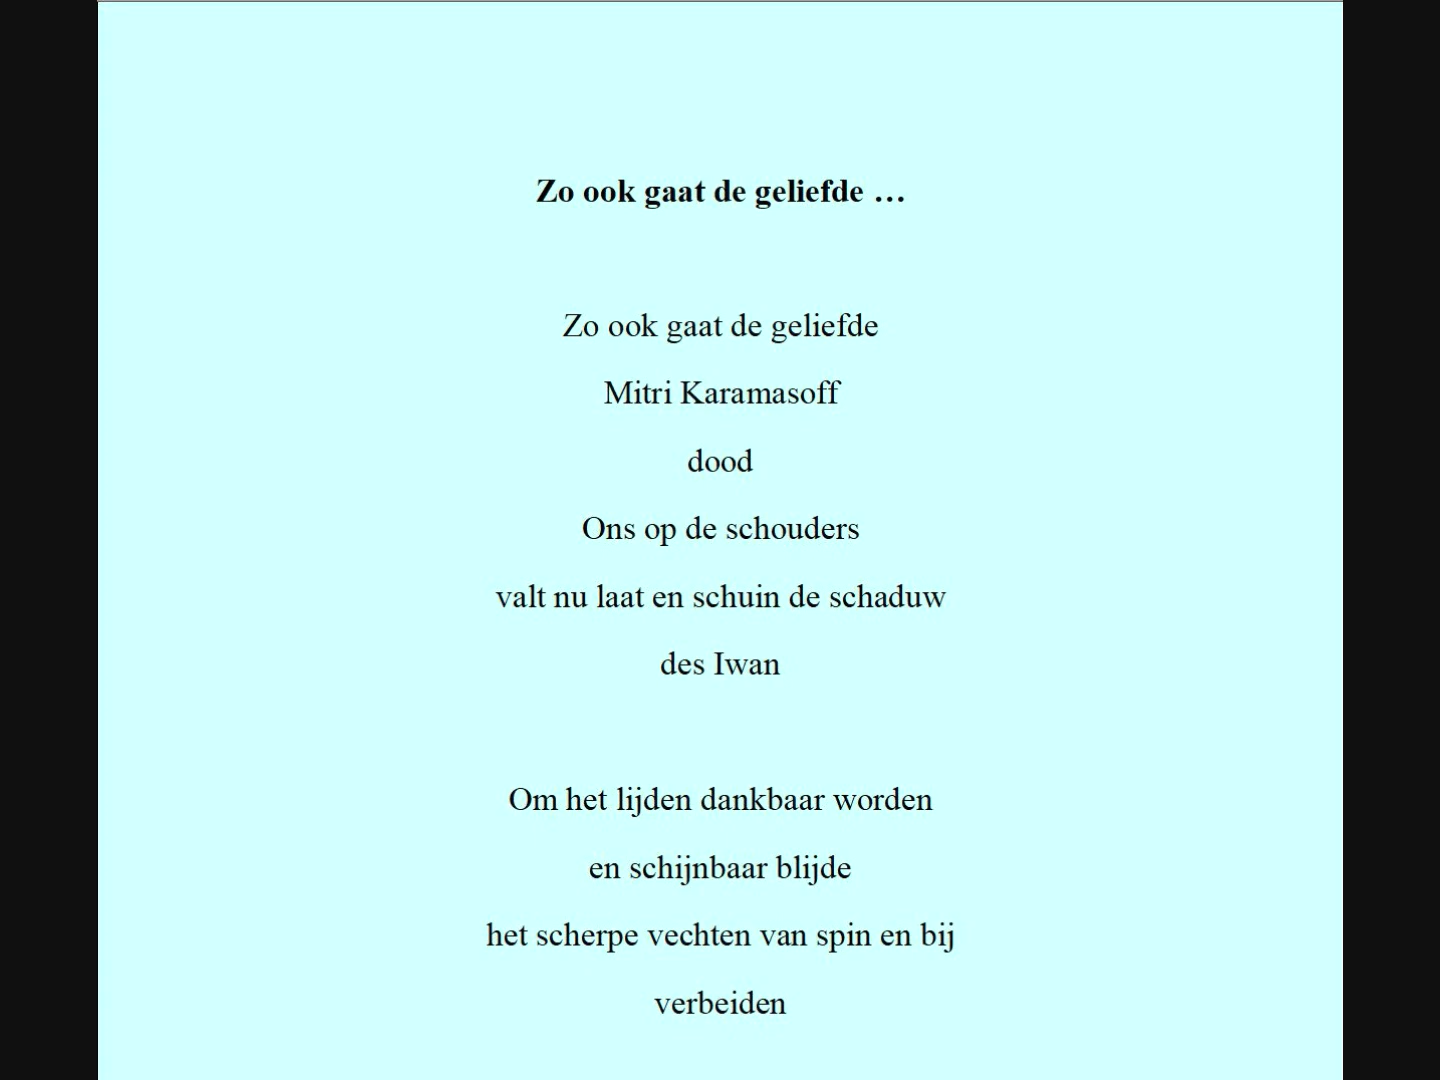 Zo ook gaat de geliefde …
Zo ook gaat de geliefde
Mitri Karamasoff
dood
Ons op de schouders
valt nu laat en schuin de schaduw
des Iwan
Om het lijden dankbaar worden
en schijnbaar blijde
het scherpe vechten van spin en bij
verbeiden